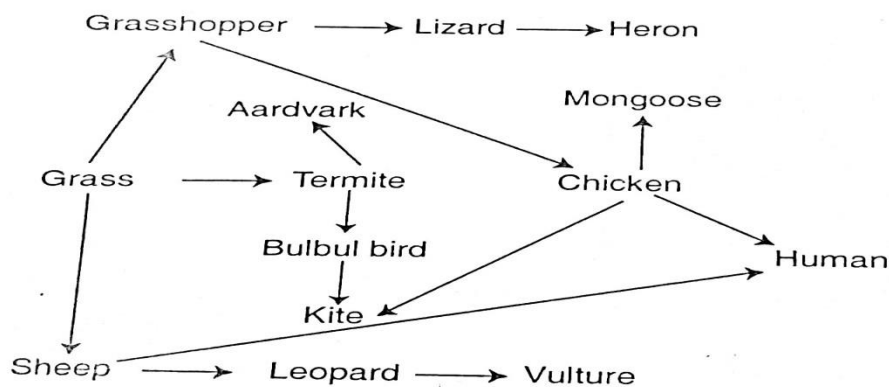 Grasshopper Lizard Heron
Aardvark Mongoose
Grass Termite Chicken
Bulbul bird
Human
Kite
Sheep Leopard Vulture